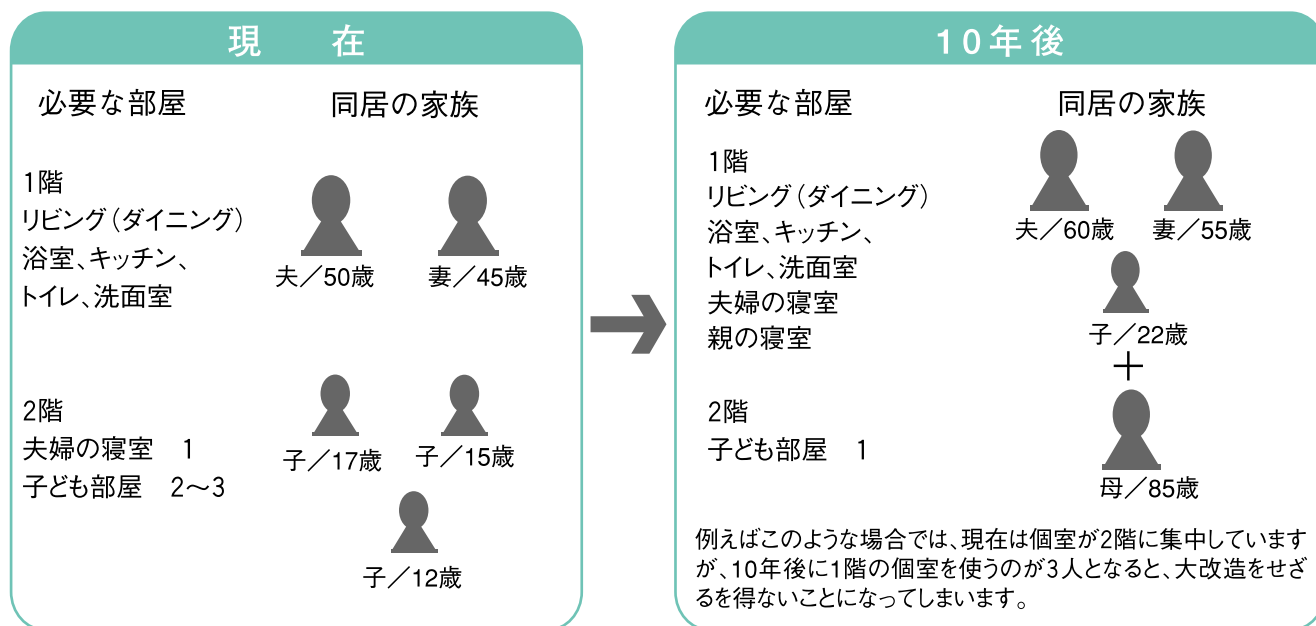 現　在
必要な部屋
同居の家族
1階
リビング（ダイニング）
浴室、キッチン、
トイレ、洗面室
夫／50歳
妻／45歳
2階
夫婦の寝室　1
子ども部屋　2〜3
子／17歳
子／15歳
子／12歳
10年後
必要な部屋
同居の家族
1階
リビング（ダイニング）
浴室、キッチン、
トイレ、洗面室
夫婦の寝室
親の寝室
夫／60歳
妻／55歳
子／22歳
＋
2階
子ども部屋　1
母／85歳
例えばこのような場合では、現在は個室が2階に集中しています
が、10年後に1階の個室を使うのが3人となると、大改造をせざ
るを得ないことになってしまいます。